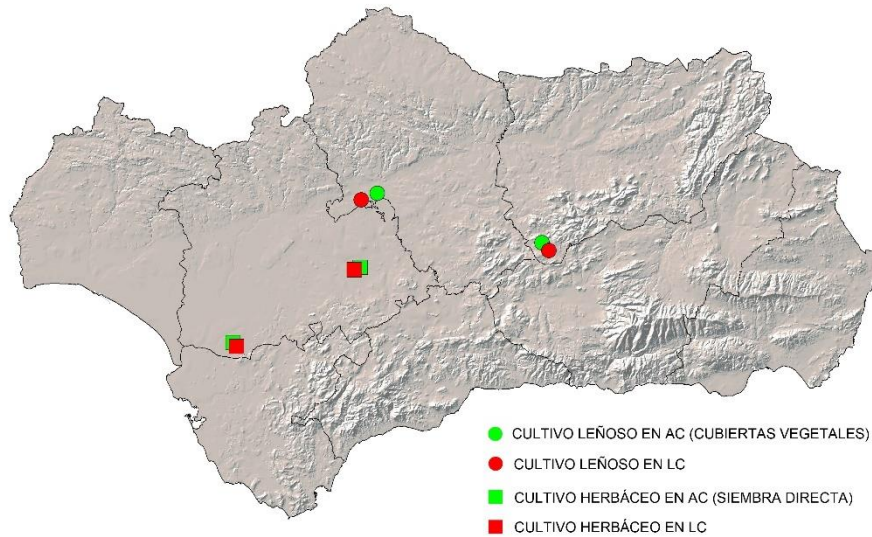 CULTIVO LEÑOSO EN AC (CUBIERTAS VEGETALES)
CULTIVO LEÑOSO EN LC
CULTIVO HERBÁCEO EN AC (SIEMBRA DIRECTA)
CULTIVO HERBÁCEO EN LC